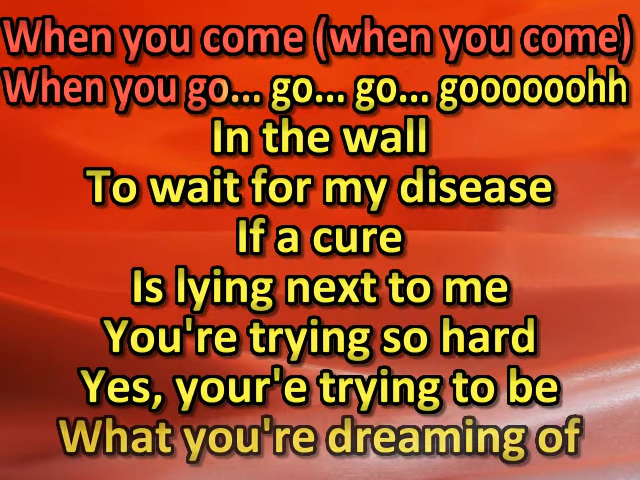 When you come (when you come)
When you go... go... go... goooooohh
In the wall
To wait for my disease
If a cure
Is lying next to me
You're trying so hard
Yes, your'e trying to be
What you're dreaming of